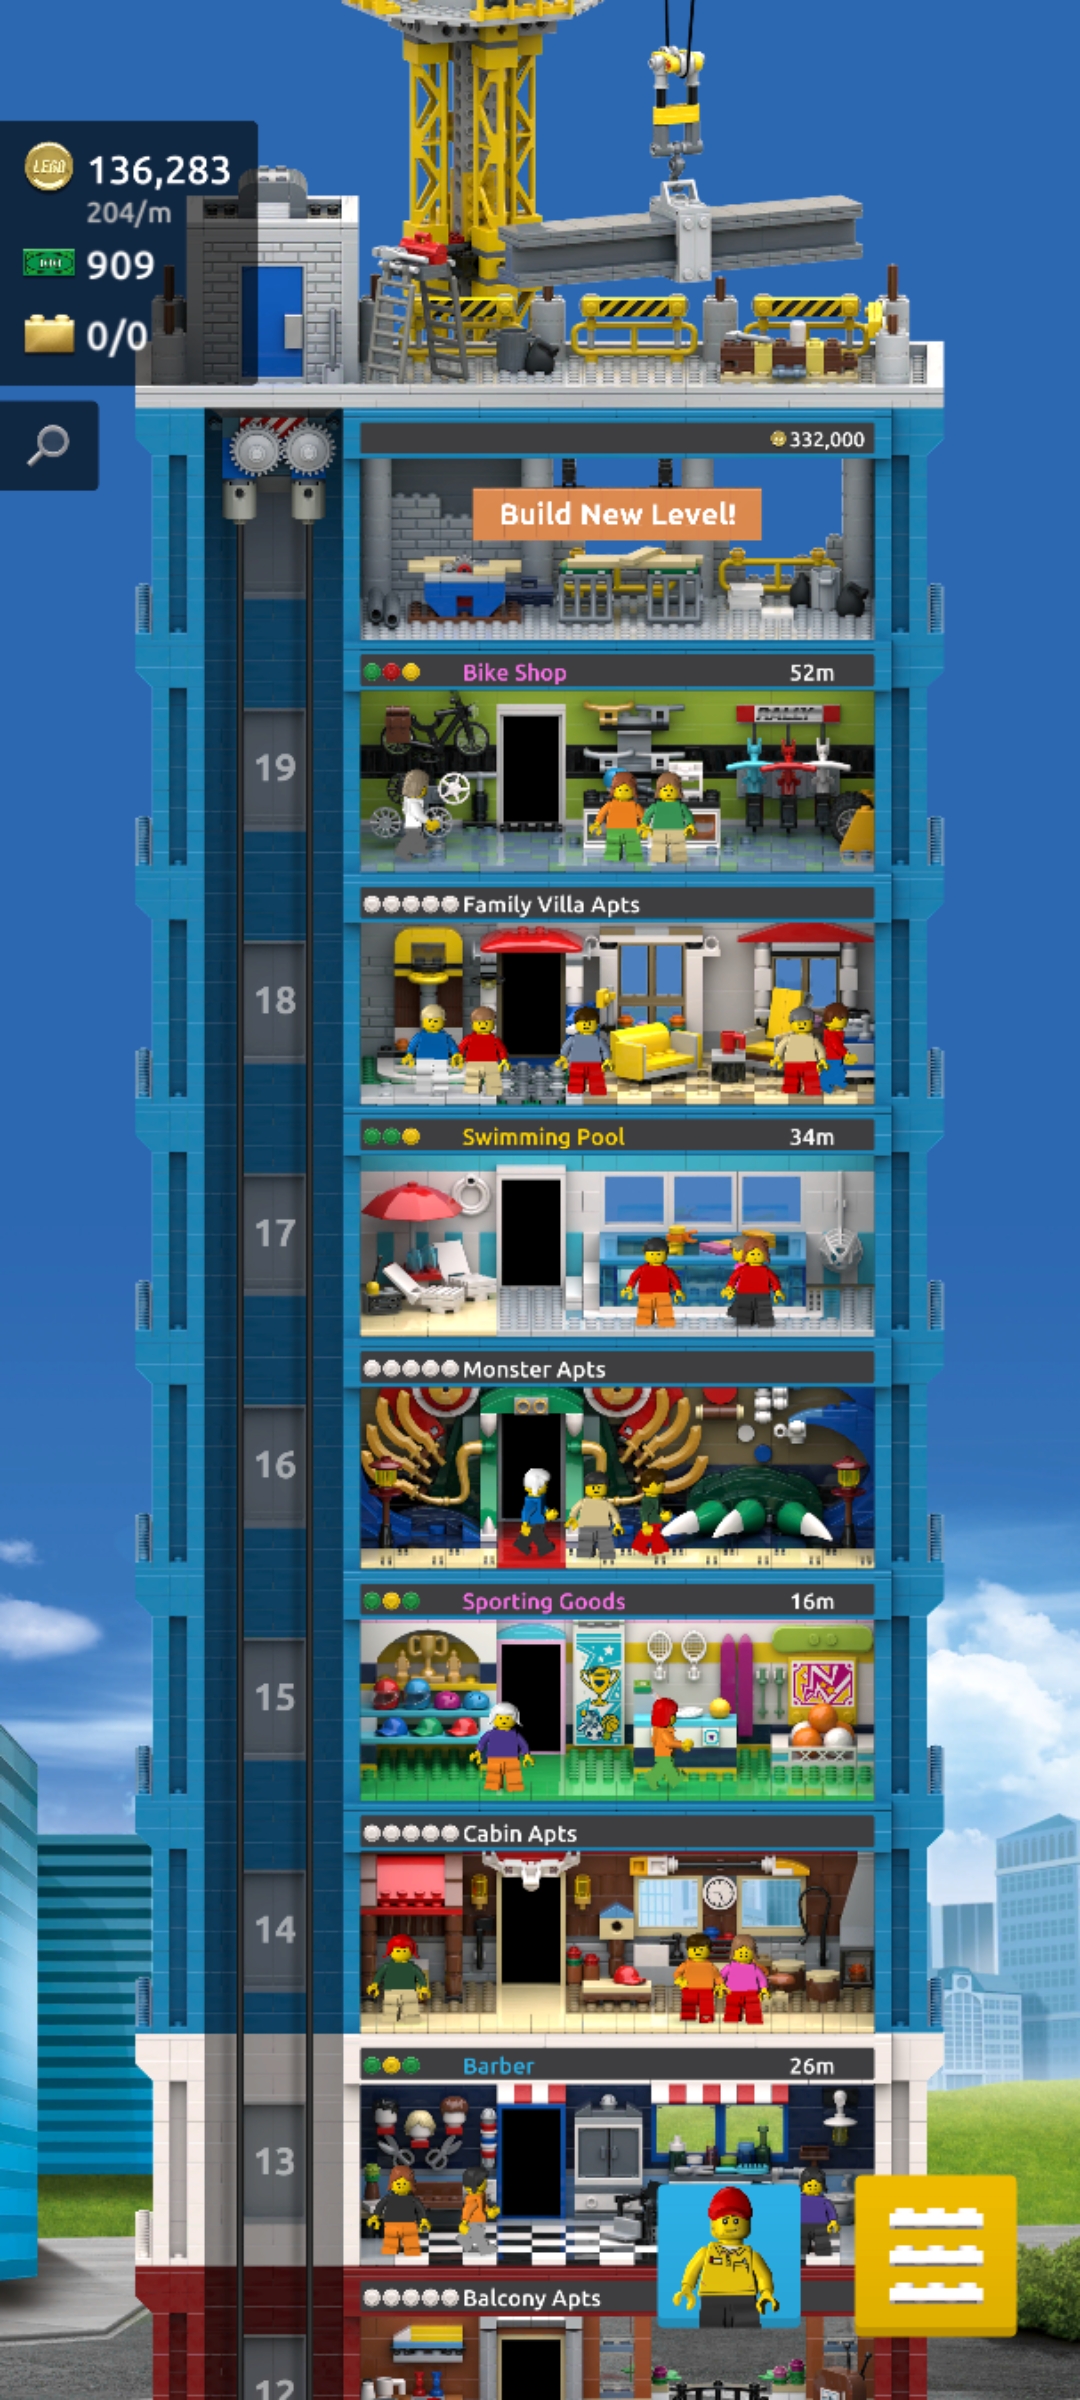 LEGO
136,283
204/m
909
0/0
332,000
Build New Level!
Bike Shop 52m
RALLY
19
Family Villa Apts
18
Swimming Pool 34m
17
Monster Apts
16
Sporting Goods 16m
15
Cabin Apts
14
Barber 26m
13
Balcony Apts
12